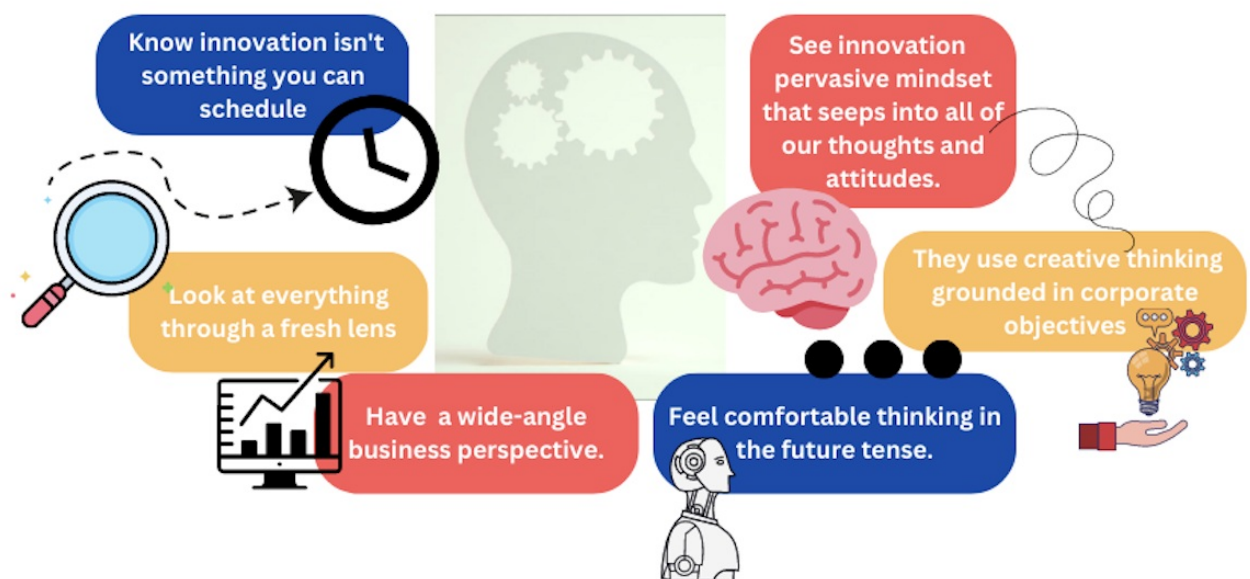 Know innovation isn't
something you can
schedule
See innovation
pervasive mindset
that seeps into all of
our thoughts and
attitudes.
Look at everything
through a fresh lens
They use creative thinking
grounded in corporate
objectives
Have a wide-angle
business perspective.
Feel comfortable thinking in
the future tense.